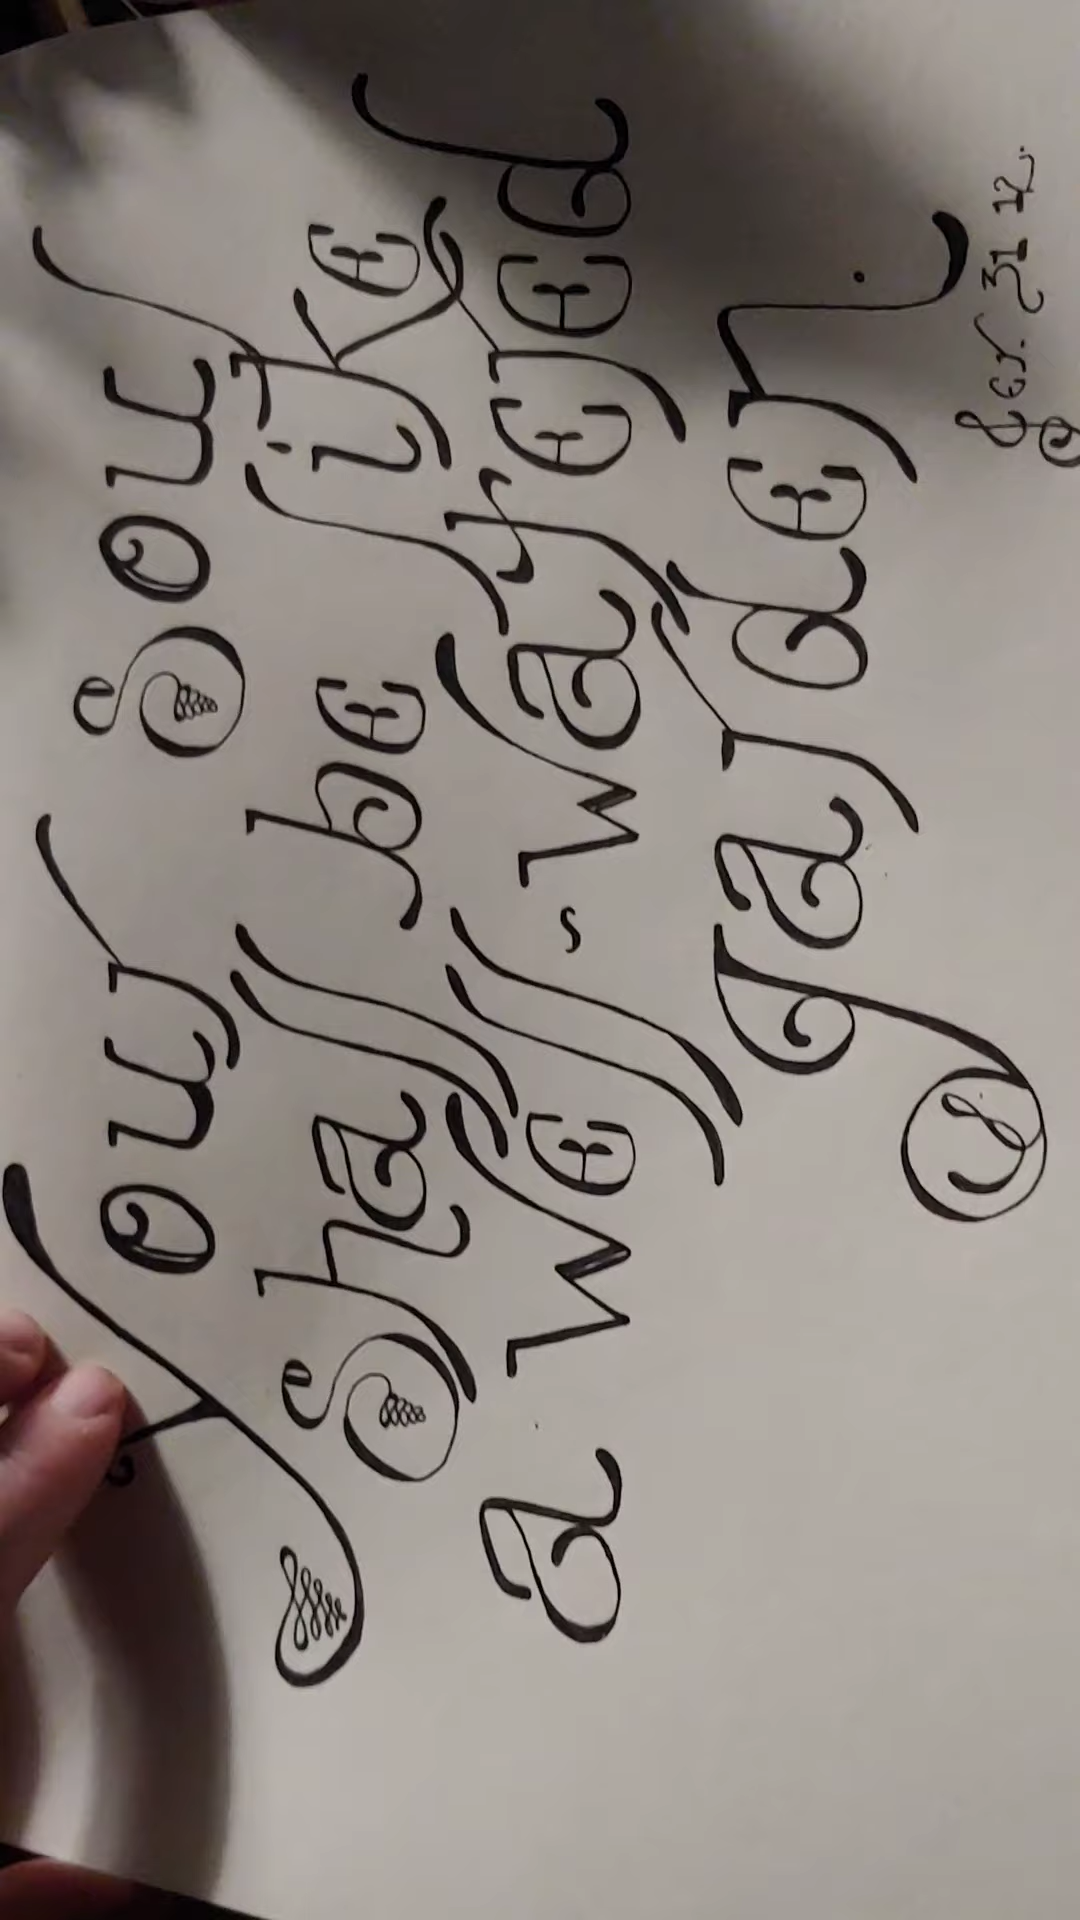 Your Soul
Shall be like
a well-watered
garden.
Jer. 31 12.